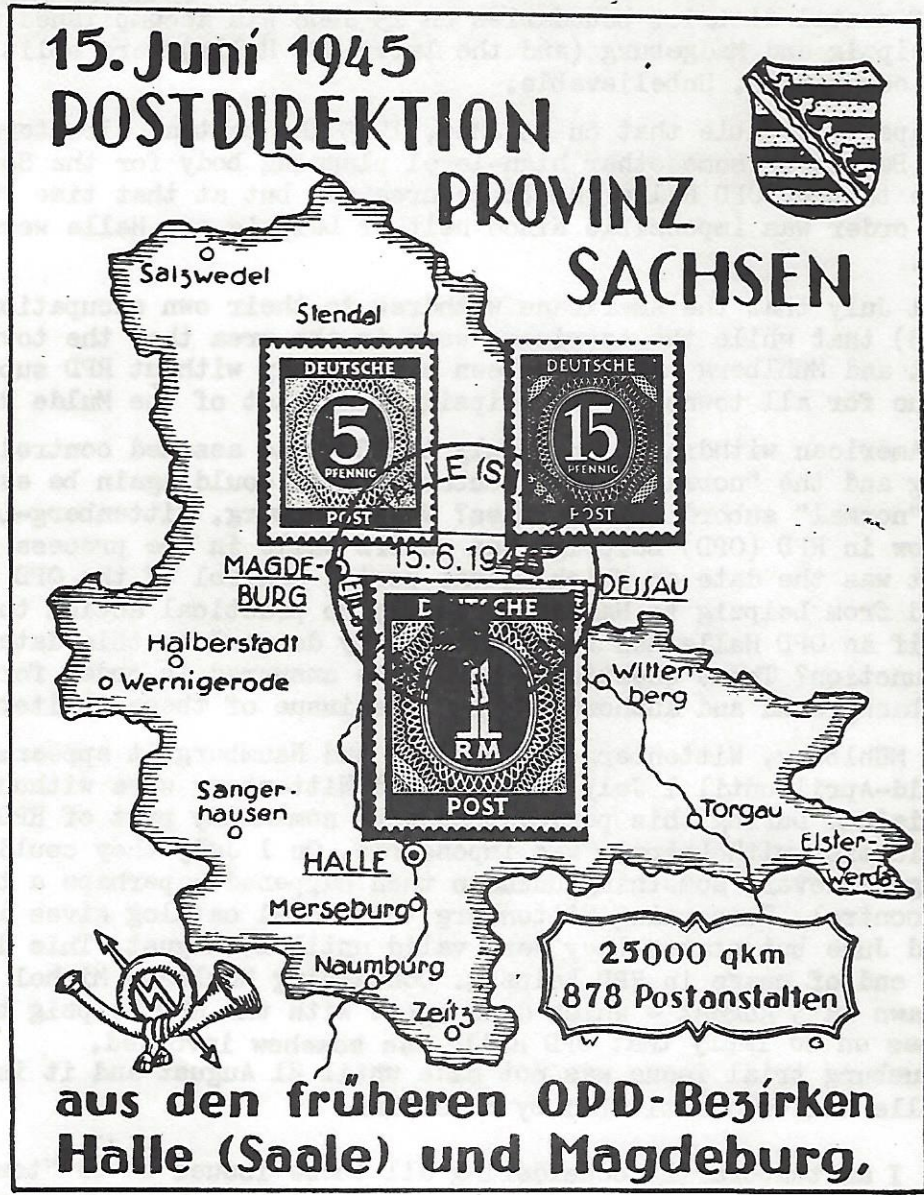 15. Juni 1945
POSTDIREKTION
PROVINZ
SACHSEN
Salzwedel
Stendal
DEUTSCHE
5
PFENNIG
POST
DEUTSCHE
15
PFENNIG
POST
LE (S
15.6.194
MAGDE-
BURG
DESSAU
Halberstadt
Wernigerode
Witten-
berg
1
RM
POST
Sanger-
hausen
Torgau
Elster-
werda
HALLE
Merseburg
Naumburg
Zeitz
W
25000 qkm
878 Postanstalten
W G
aus den früheren OPD-Bezirken
Halle (Saale) und Magdeburg.